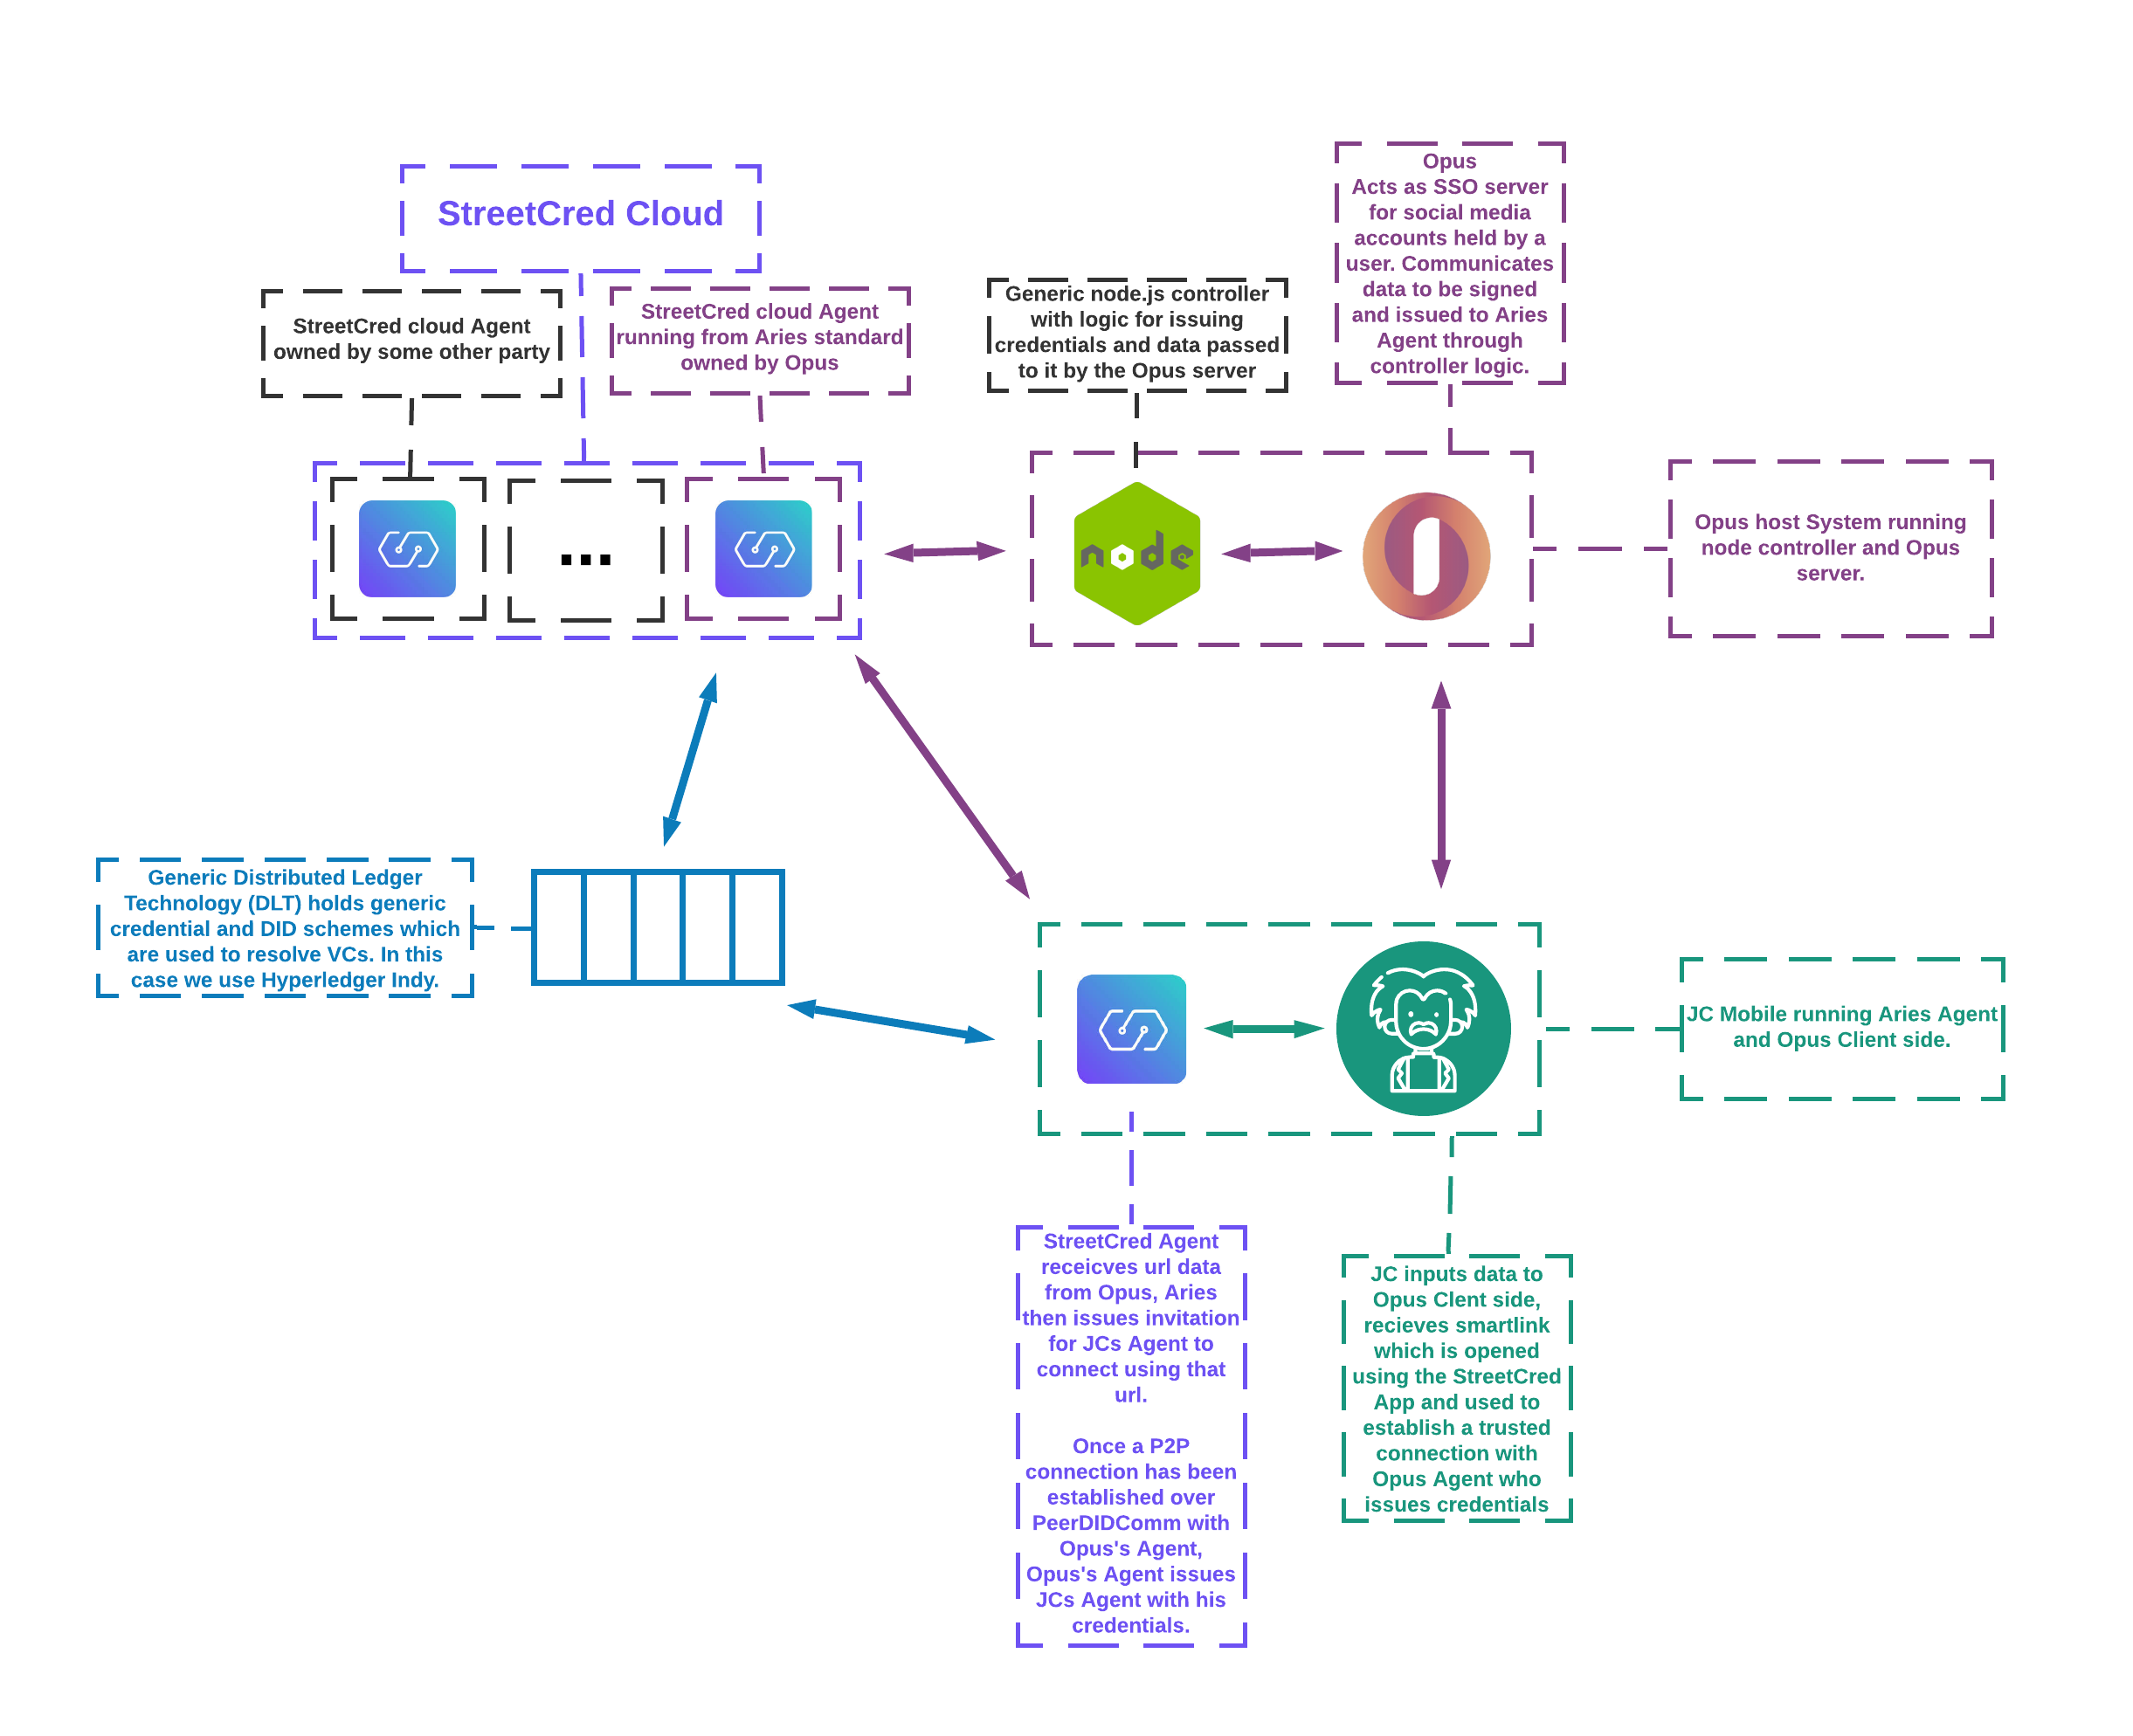 StreetCred Cloud
StreetCred cloud Agent
owned by some other party
StreetCred cloud Agent
running from Aries standard
owned by Opus
Generic node.js controller
with logic for issuing
credentials and data passed
to it by the Opus server
Opus
Acts as SSO server
for social media
accounts held by a
user. Communicates
data to be signed
and issued to Aries
Agent through
controller logic.
...
node
Opus host System running
node controller and Opus
server.
Generic Distributed Ledger
Technology (DLT) holds generic
credential and DID schemes which
are used to resolve VCs. In this
case we use Hyperledger Indy.
JC Mobile running Aries Agent
and Opus Client side.
StreetCred Agent
receicves url data
from Opus, Aries
then issues invitation
for JCs Agent to
connect using that
url.
Once a P2P
connection has been
established over
PeerDIDComm with
Opus's Agent,
Opus's Agent issues
JCs Agent with his
credentials.
JC inputs data to
Opus Clent side,
recieves smartlink
which is opened
using the StreetCred
App and used to
establish a trusted
connection with
Opus Agent who
issues credentials